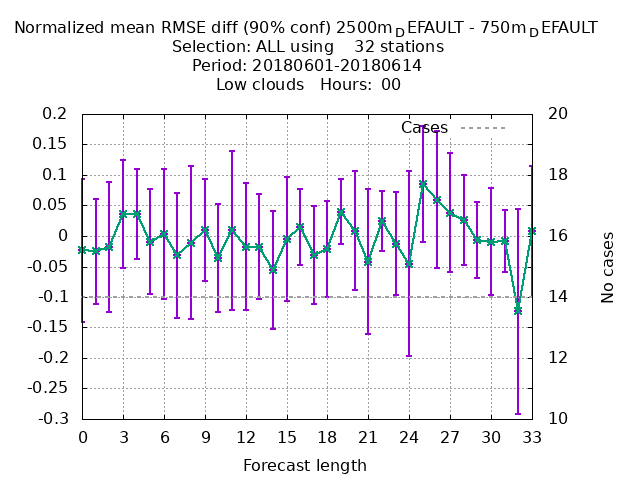 Normalized mean RMSE diff (90% conf) 2500m_DEFAULT - 750m_DEFAULT
Selection: ALL using 32 stations
Period: 20180601-20180614
Low clouds Hours: 00
Cases
0.2
0.15
0.1
0.05
0
-0.05
-0.1
-0.15
-0.2
-0.25
-0.3
20
18
16
14
12
10
No cases
0 3 6 9 12 15 18 21 24 27 30 33
Forecast length